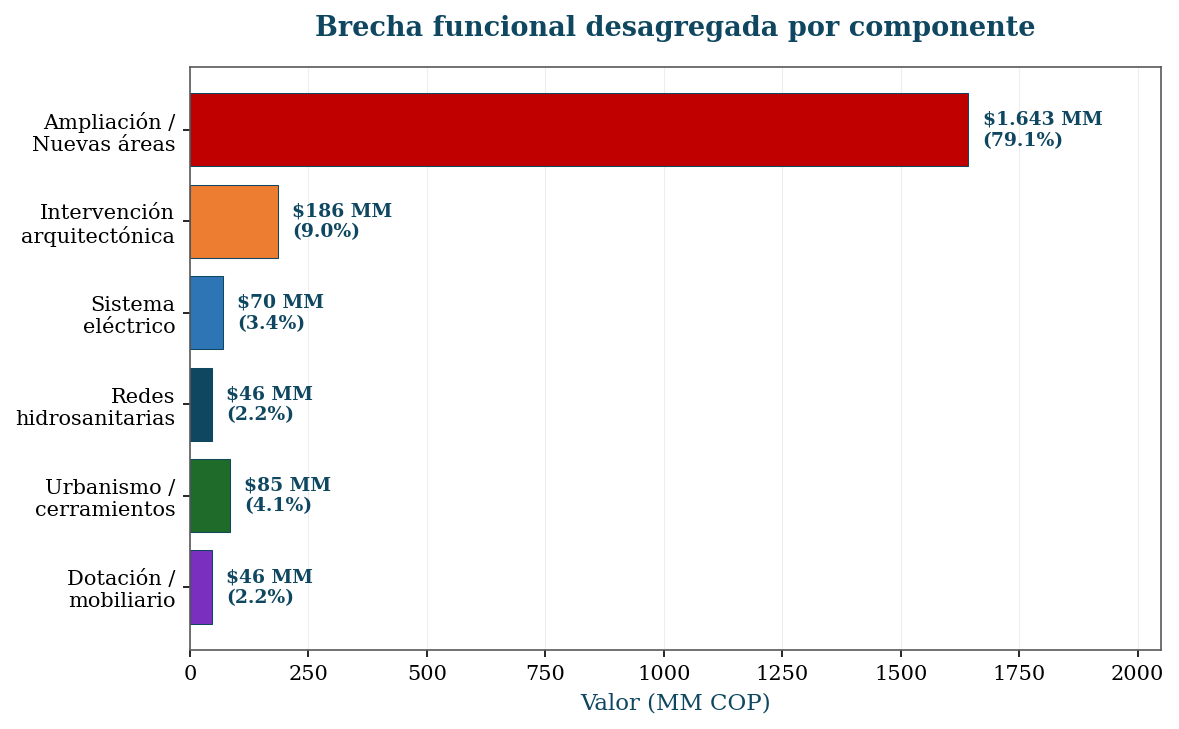 Brecha funcional desagregada por componente
Ampliación /
Nuevas áreas
$1.643 MM
(79.1%)
Intervención
arquitectónica
$186 MM
(9.0%)
Sistema
eléctrico
$70 MM
(3.4%)
Redes
hidrosanitarias
$46 MM
(2.2%)
Urbanismo /
cerramientos
$85 MM
(4.1%)
Dotación /
mobiliario
$46 MM
(2.2%)
0 250 500 750 1000 1250 1500 1750 2000
Valor (MM COP)